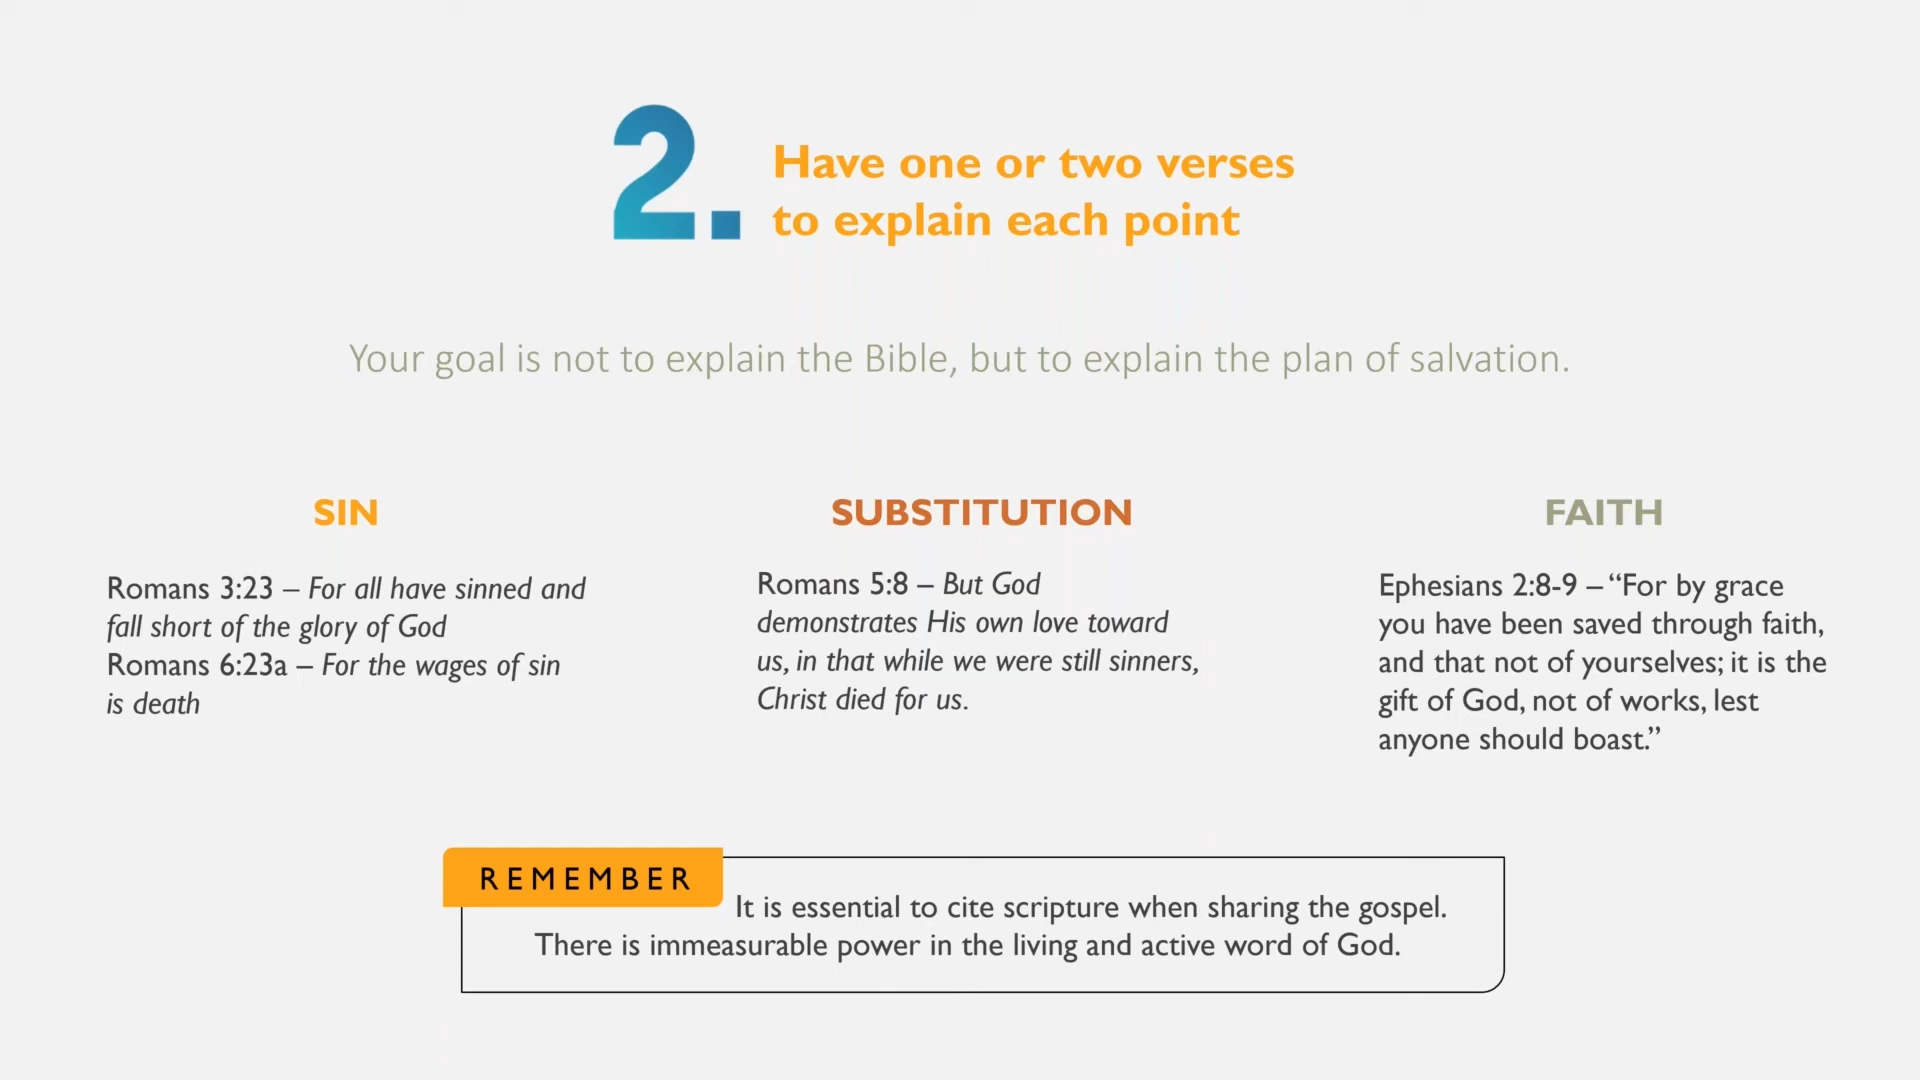 2.
Have one or two verses
to explain each point
Your goal is not to explain the Bible, but to explain the plan of salvation.
SIN
Romans 3:23 – For all have sinned and
fall short of the glory of God
Romans 6:23a – For the wages of sin
is death
SUBSTITUTION
Romans 5:8 – But God
demonstrates His own love toward
us, in that while we were still sinners,
Christ died for us.
FAITH
Ephesians 2:8-9 – “For by grace
you have been saved through faith,
and that not of yourselves; it is the
gift of God, not of works, lest
anyone should boast.”
REMEMBER
It is essential to cite scripture when sharing the gospel.
There is immeasurable power in the living and active word of God.